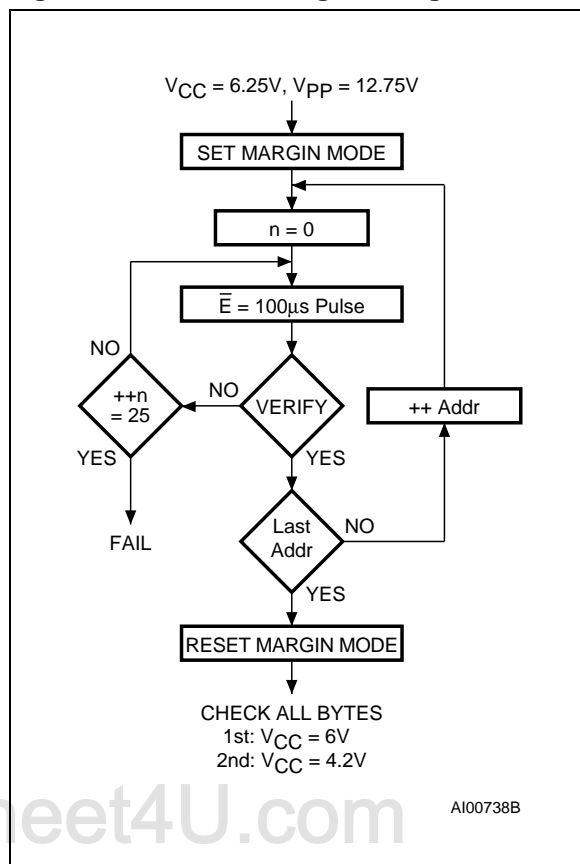 VCC = 6.25V, VPP = 12.75V
SET MARGIN MODE
n = 0
E̅ = 100µs Pulse
NO
++n
= 25
NO
VERIFY
++ Addr
YES
YES
FAIL
Last
Addr
NO
YES
RESET MARGIN MODE
CHECK ALL BYTES
1st: VCC = 6V
2nd: VCC = 4.2V
AI00738B
eet4U.com